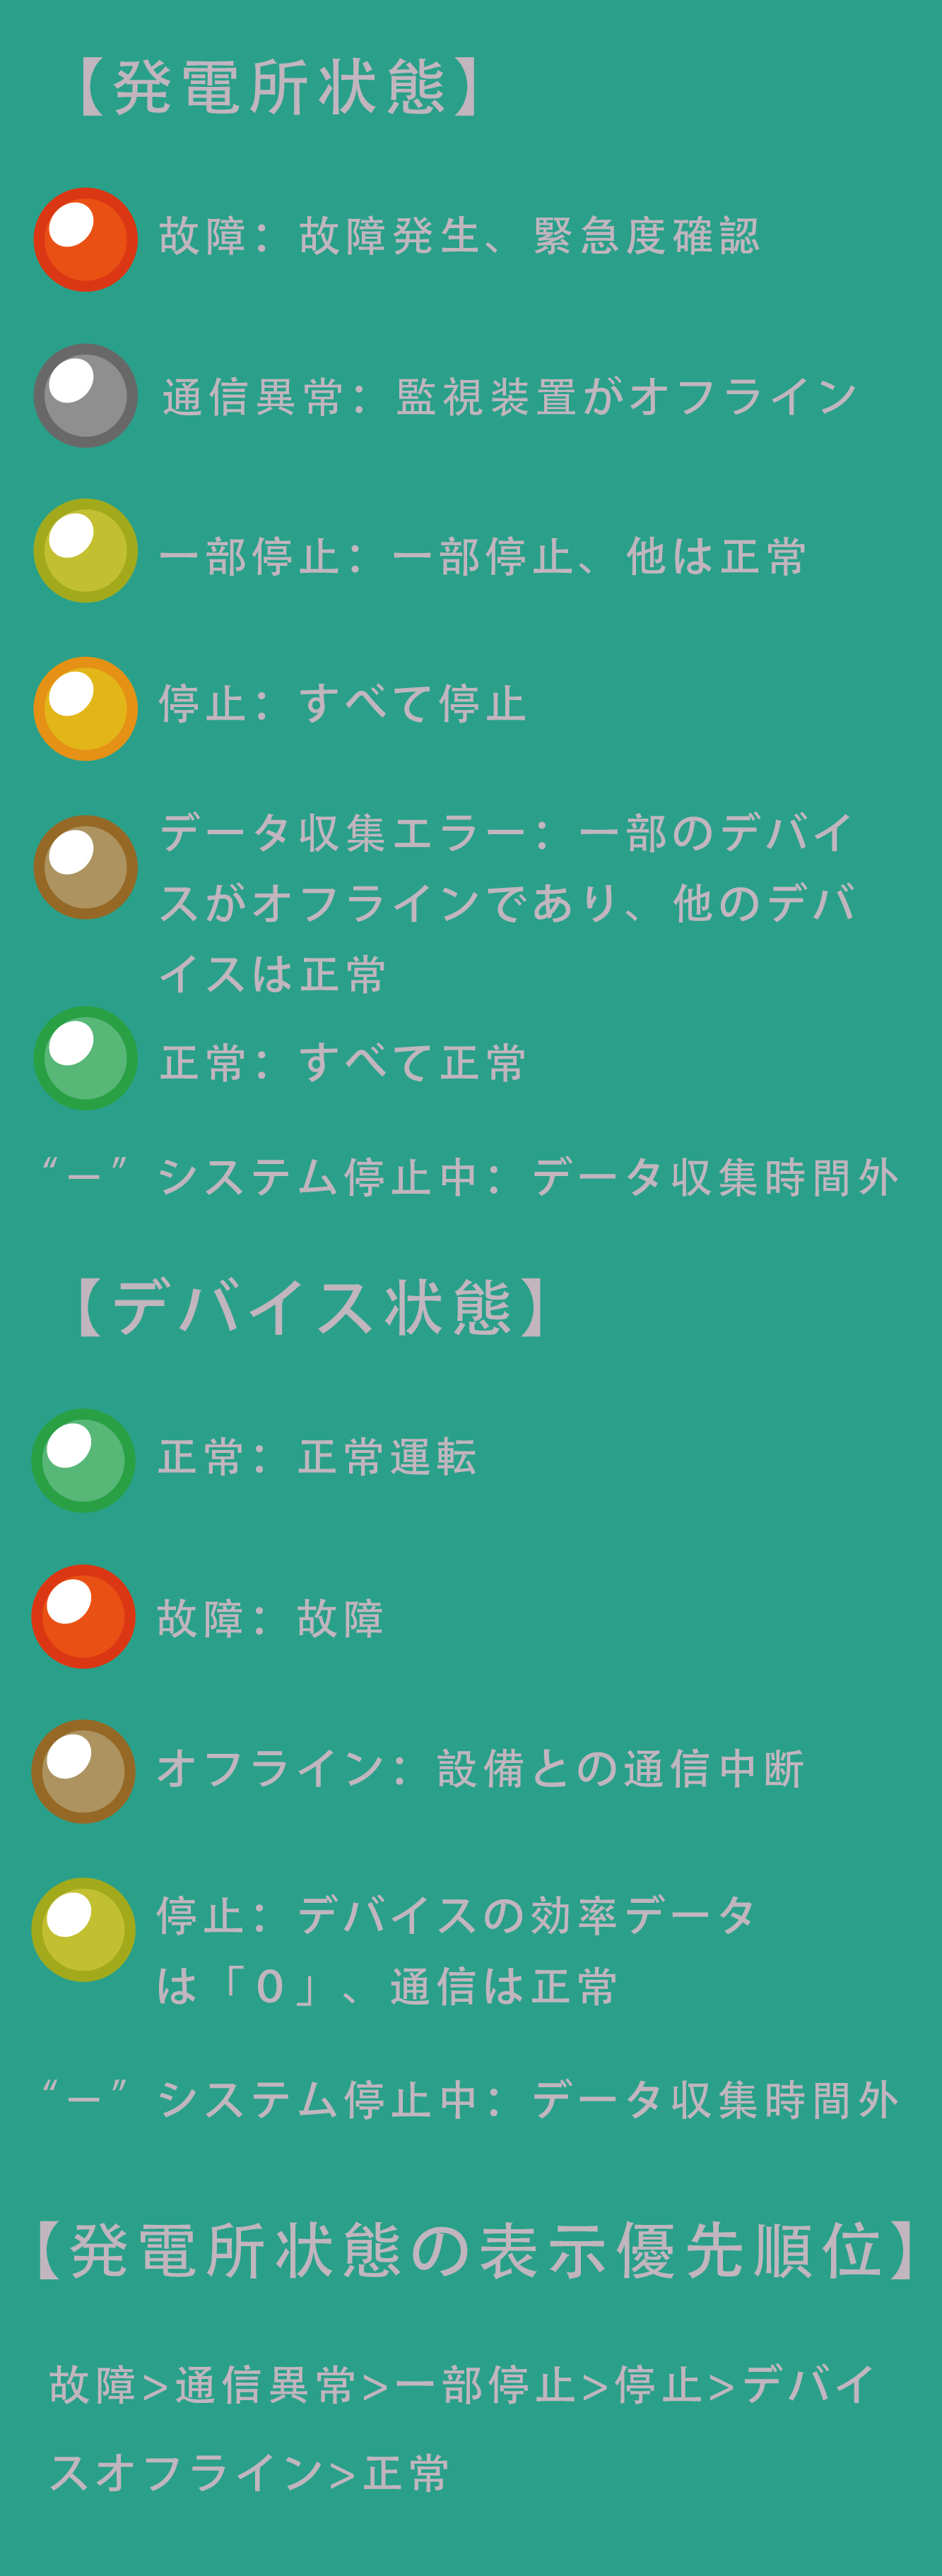 【発電所状態】
故障：故障発生、緊急度確認
通信異常：監視装置がオフライン
一部停止：一部停止、他は正常
停止：すべて停止
データ収集エラー：一部のデバイ
スがオフラインであり、他のデバ
イスは正常
正常：すべて正常
“－” システム停止中：データ収集時間外
【デバイス状態】
正常：正常運転
故障：故障
オフライン：設備との通信中断
停止：デバイスの効率データ
は「０」、通信は正常
“－” システム停止中：データ収集時間外
【発電所状態の表示優先順位】
故障>通信異常>一部停止>停止>デバイ
スオフライン>正常